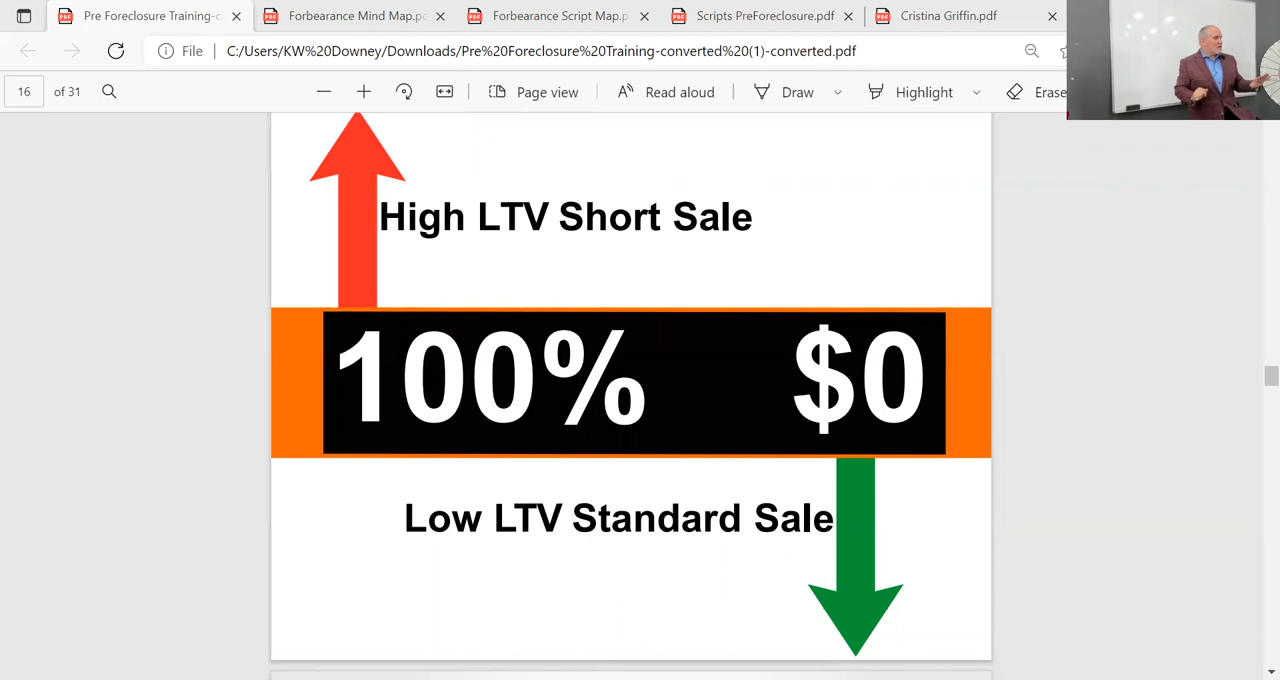 Pre Foreclosure Training-c
Forbearance Mind Map.pc
Forbearance Script Map.p
Scripts PreForeclosure.pdf
Cristina Griffin.pdf
File
C:/Users/KW%20Downey/Downloads/Pre%20Foreclosure%20Training-converted%20(1)-converted.pdf
16 of 31
Page view
Read aloud
Draw
Highlight
Erase
High LTV Short Sale
100% $0
Low LTV Standard Sale